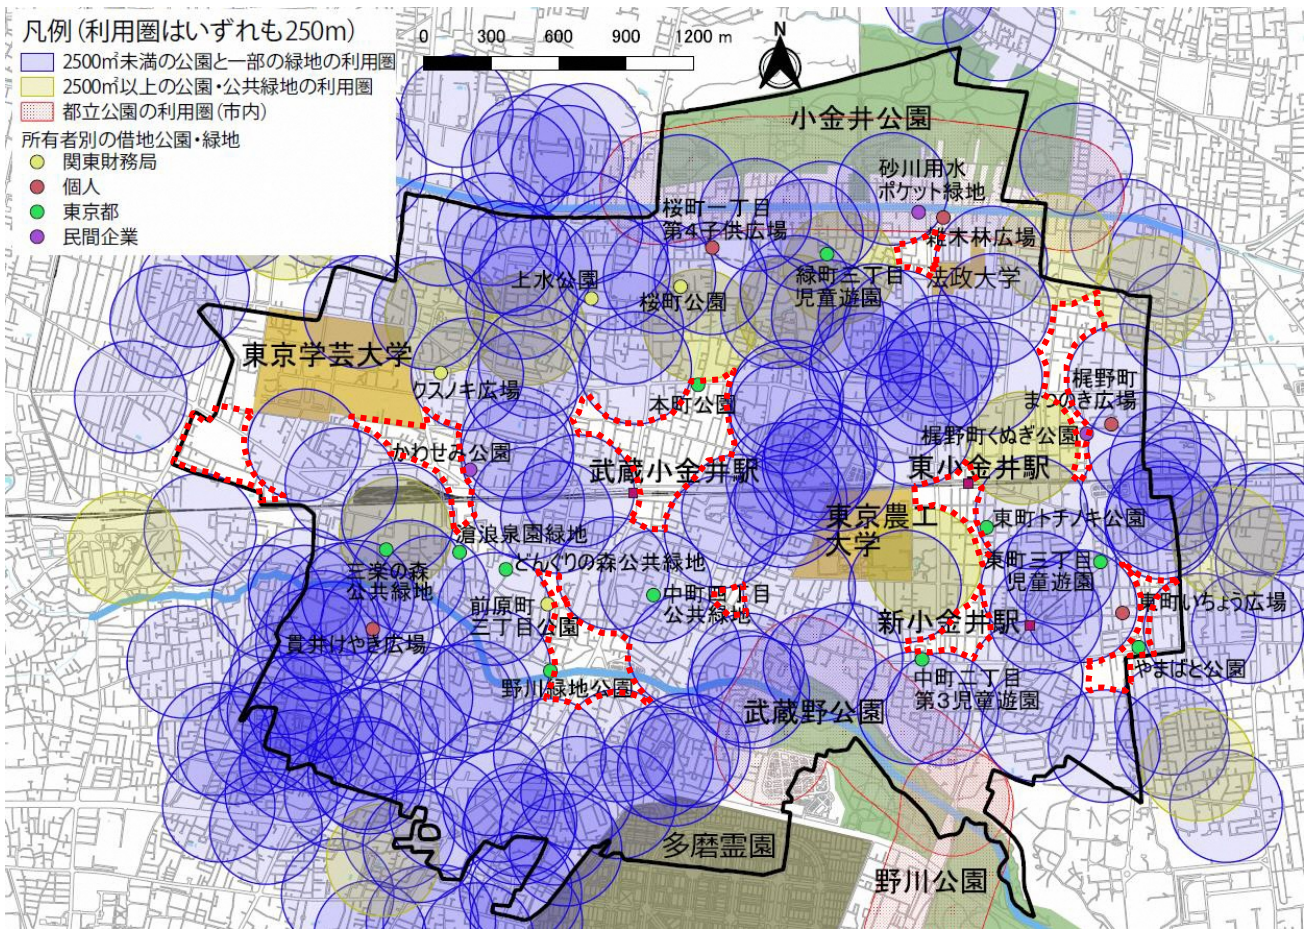 凡例(利用圏はいずれも250m)
2500㎡未満の公園と一部の緑地の利用圏
2500㎡以上の公園・公共緑地の利用圏
都立公園の利用圏(市内)
所有者別の借地公園・緑地
関東財務局
個人
東京都
民間企業
0 300 600 900 1200 m
N
小金井公園
砂川用水
ポケット緑地
桜町一丁目
第4子供広場
雑木林広場
法政大学
上水公園
桜町公園
緑町三丁目
児童遊園
東京学芸大学
クスノキ広場
本町公園
梶野町
まつのき広場
かわせみ公園
武蔵小金井駅
梶野町くぬぎ公園
東小金井駅
東京農工
大学
東町トチノキ公園
滄浪泉園緑地
どんぐりの森公共緑地
三楽の森
公共緑地
東町三丁目
児童遊園
前原町
三丁目公園
中町四丁目
公共緑地
東町いちょう広場
新小金井駅
貫井けやき広場
やまばと公園
野川緑地公園
中町二丁目
第3児童遊園
武蔵野公園
多磨霊園
野川公園